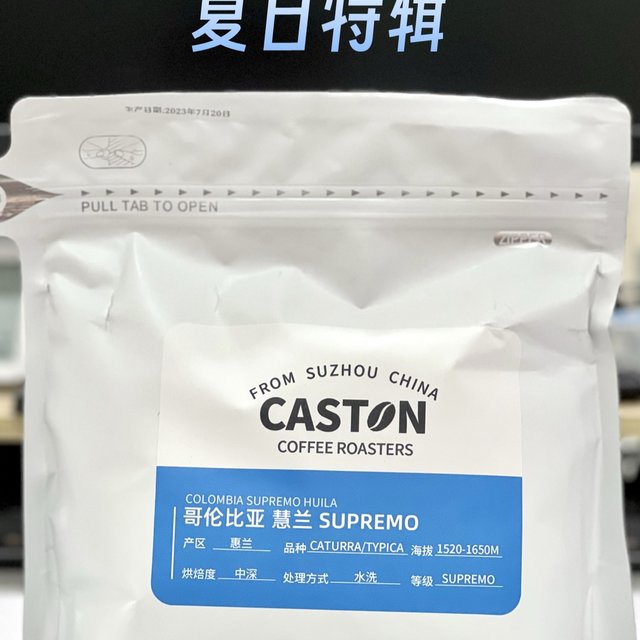 夏日特辑
生产日期.2023年7月20日
PULL TAB TO OPEN
ZIPPER
FROM SUZHOU CHINA
CASTON
COFFEE ROASTERS
COLOMBIA SUPREMO HUILA
哥伦比亚 慧兰 SUPREMO
产区 惠兰 品种 CATURRA/TYPICA 海拔 1520-1650M
烘焙度 中深 处理方式 水洗 等级 SUPREMO